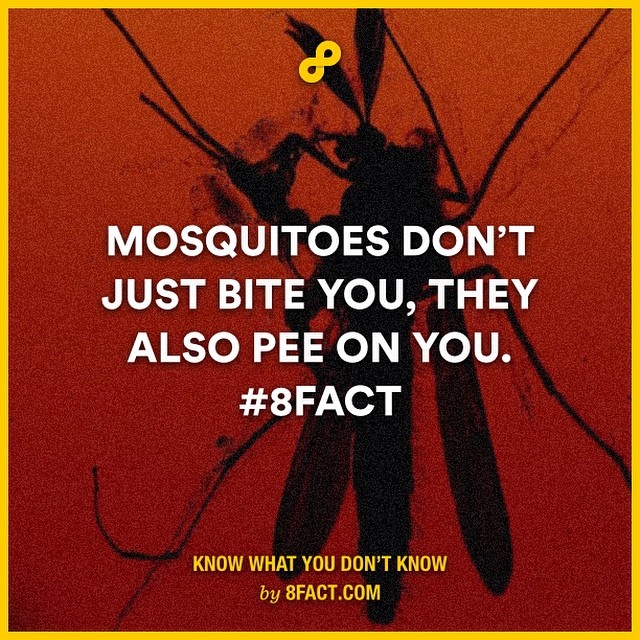 MOSQUITOES DON'T
JUST BITE YOU, THEY
ALSO PEE ON YOU.
#8FACT
KNOW WHAT YOU DON'T KNOW
by 8FACT.COM